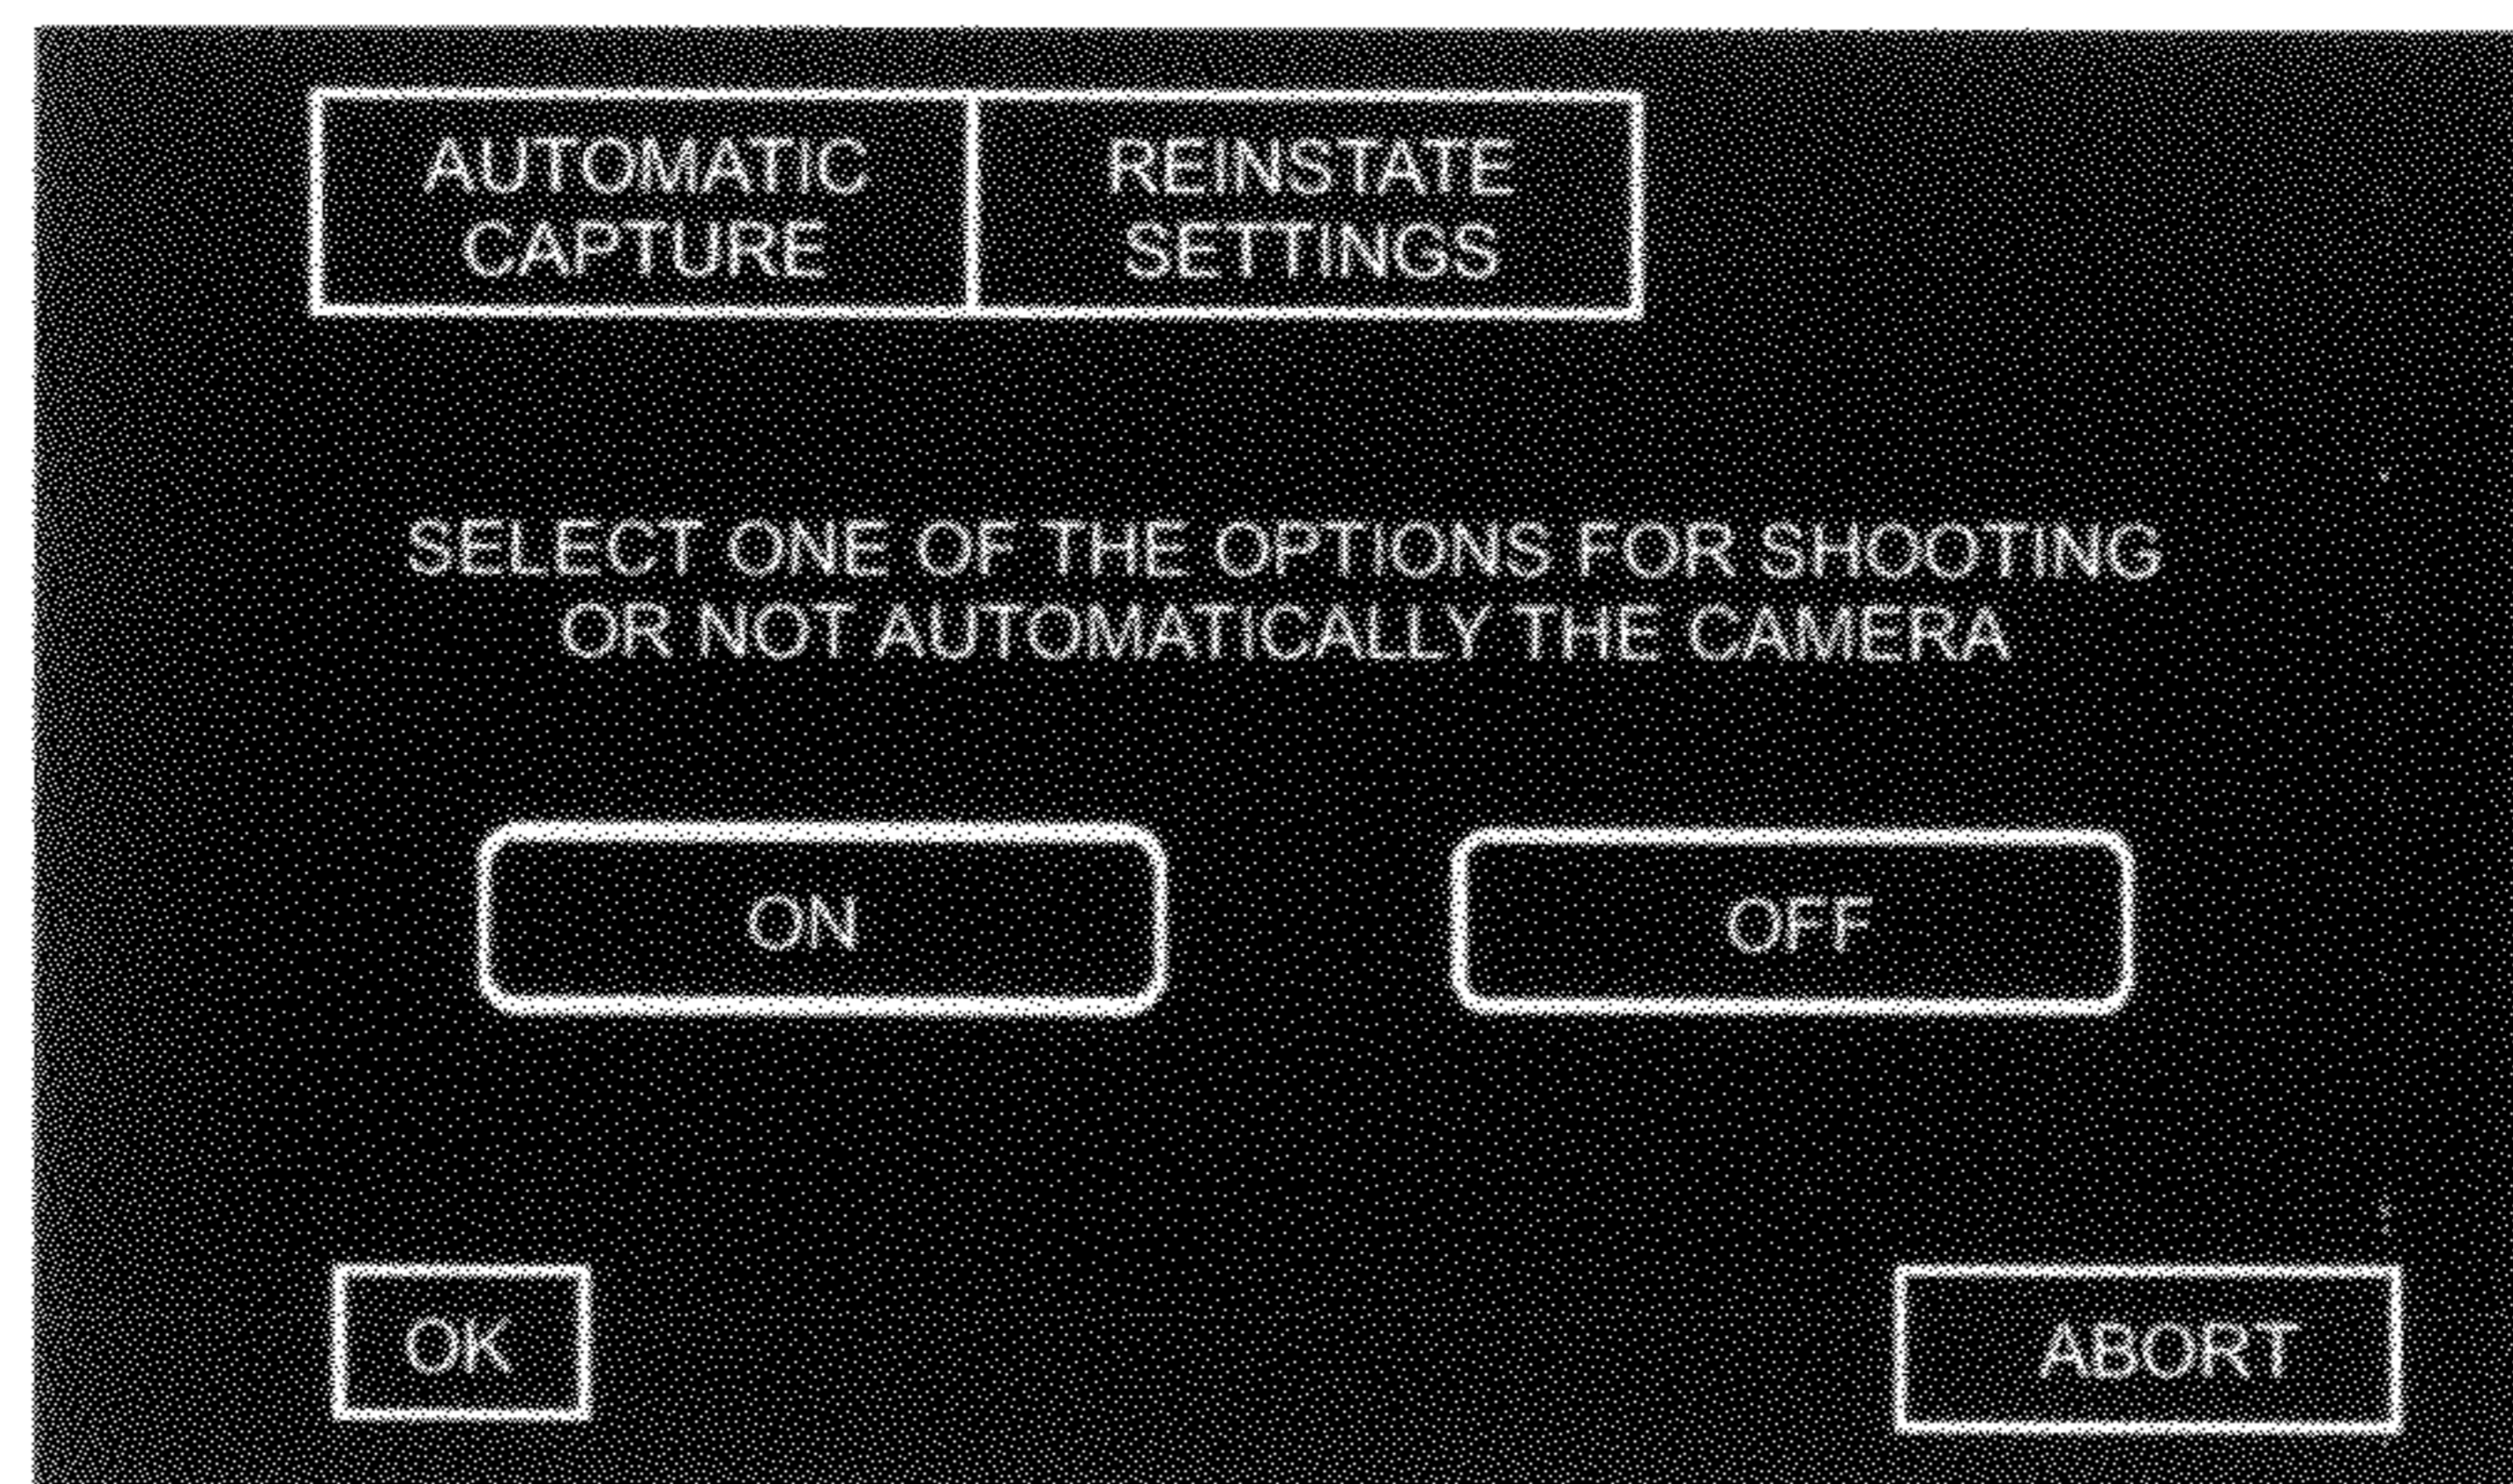 AUTOMATIC
CAPTURE
REINSTATE
SETTINGS
SELECT ONE OF THE OPTIONS FOR SHOOTING
OR NOT AUTOMATICALLY THE CAMERA
ON
OFF
OK
ABORT